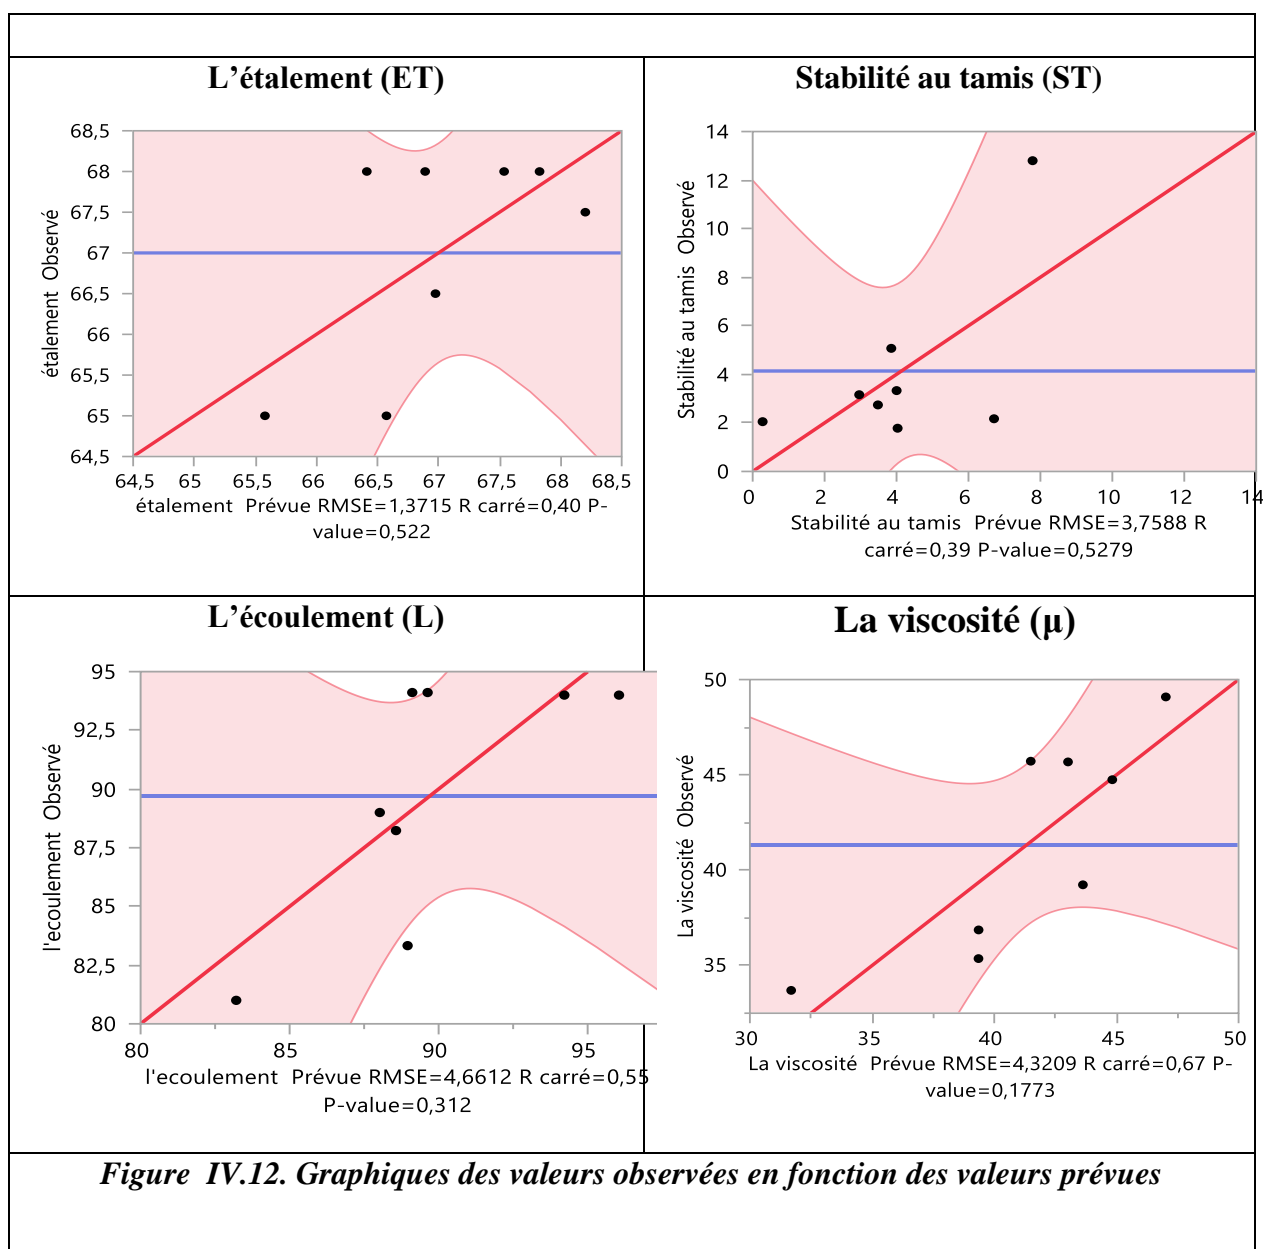 L’étalement (ET)
68,5
68
67,5
67
66,5
66
65,5
65
64,5
étalement Observé
64,5 65 65,5 66 66,5 67 67,5 68 68,5
étalement Prévue RMSE=1,3715 R carré=0,40 P-
value=0,522
Stabilité au tamis (ST)
14
12
10
8
6
4
2
0
Stabilité au tamis Observé
0 2 4 6 8 10 12 14
Stabilité au tamis Prévue RMSE=3,7588 R
carré=0,39 P-value=0,5279
L’écoulement (L)
95
92,5
90
87,5
85
82,5
80
l'ecoulement Observé
80 85 90 95
l'ecoulement Prévue RMSE=4,6612 R carré=0,55
P-value=0,312
La viscosité (µ)
50
45
40
35
La viscosité Observé
30 35 40 45 50
La viscosité Prévue RMSE=4,3209 R carré=0,67 P-
value=0,1773
Figure IV.12. Graphiques des valeurs observées en fonction des valeurs prévues